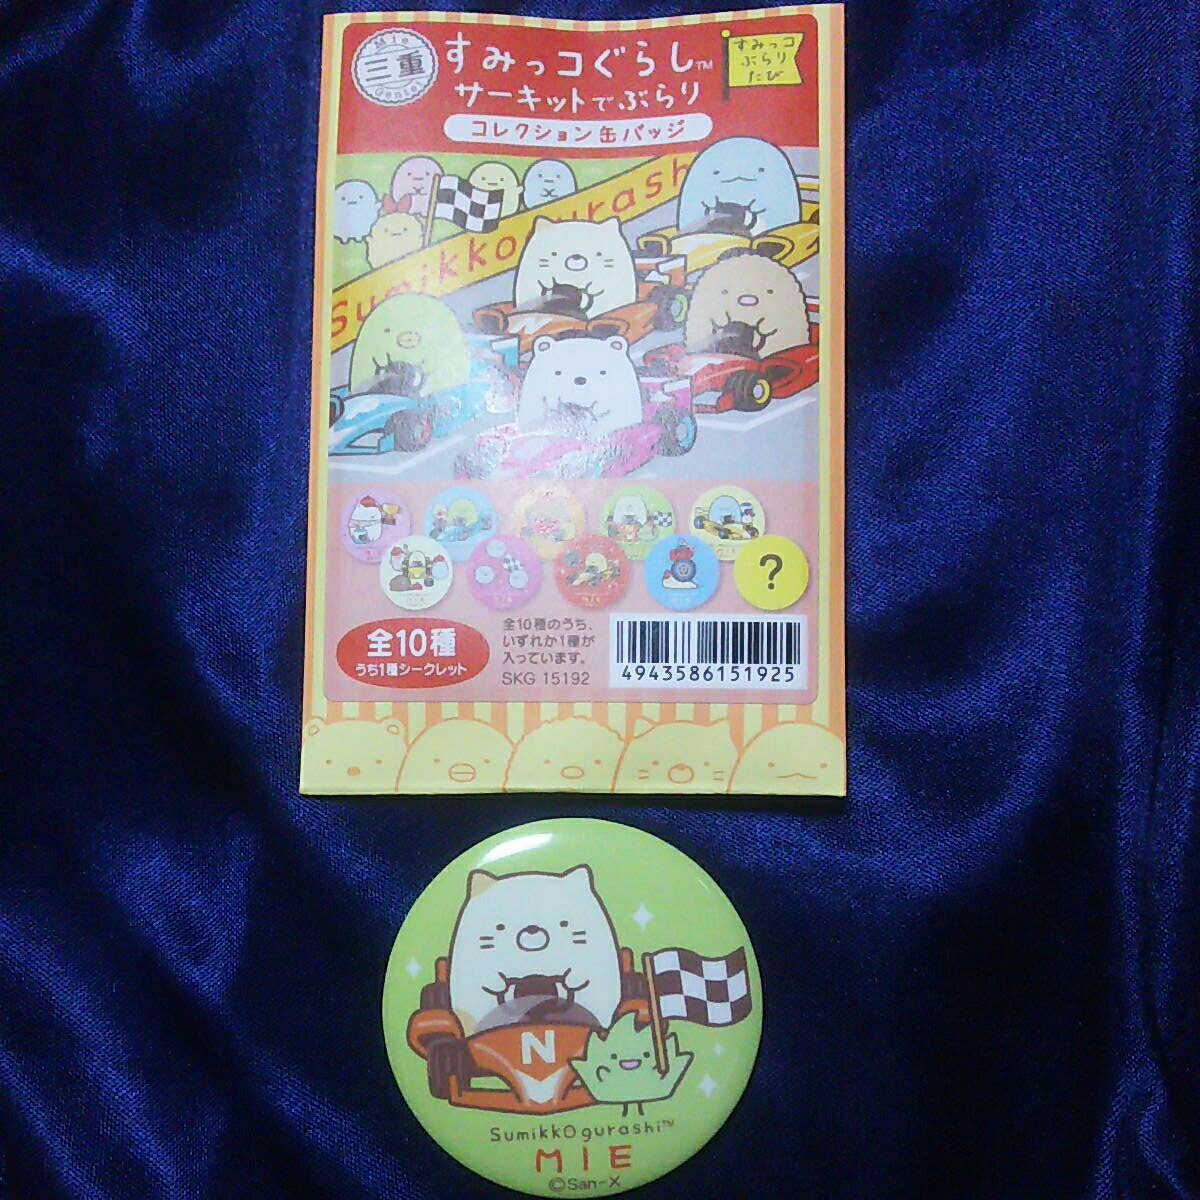 Mie
三重
Gentei
すみっコぐらし™
サーキットでぶらり
コレクション缶バッジ
すみっコ
ぶらり
たび
Sumikkogurash
全10種
うち1種シークレット
全10種のうち、
いずれか1種が
入っています。
SKG 15192
?
4943586151925
N
Sumikkogurashi™
MIE
©San-X